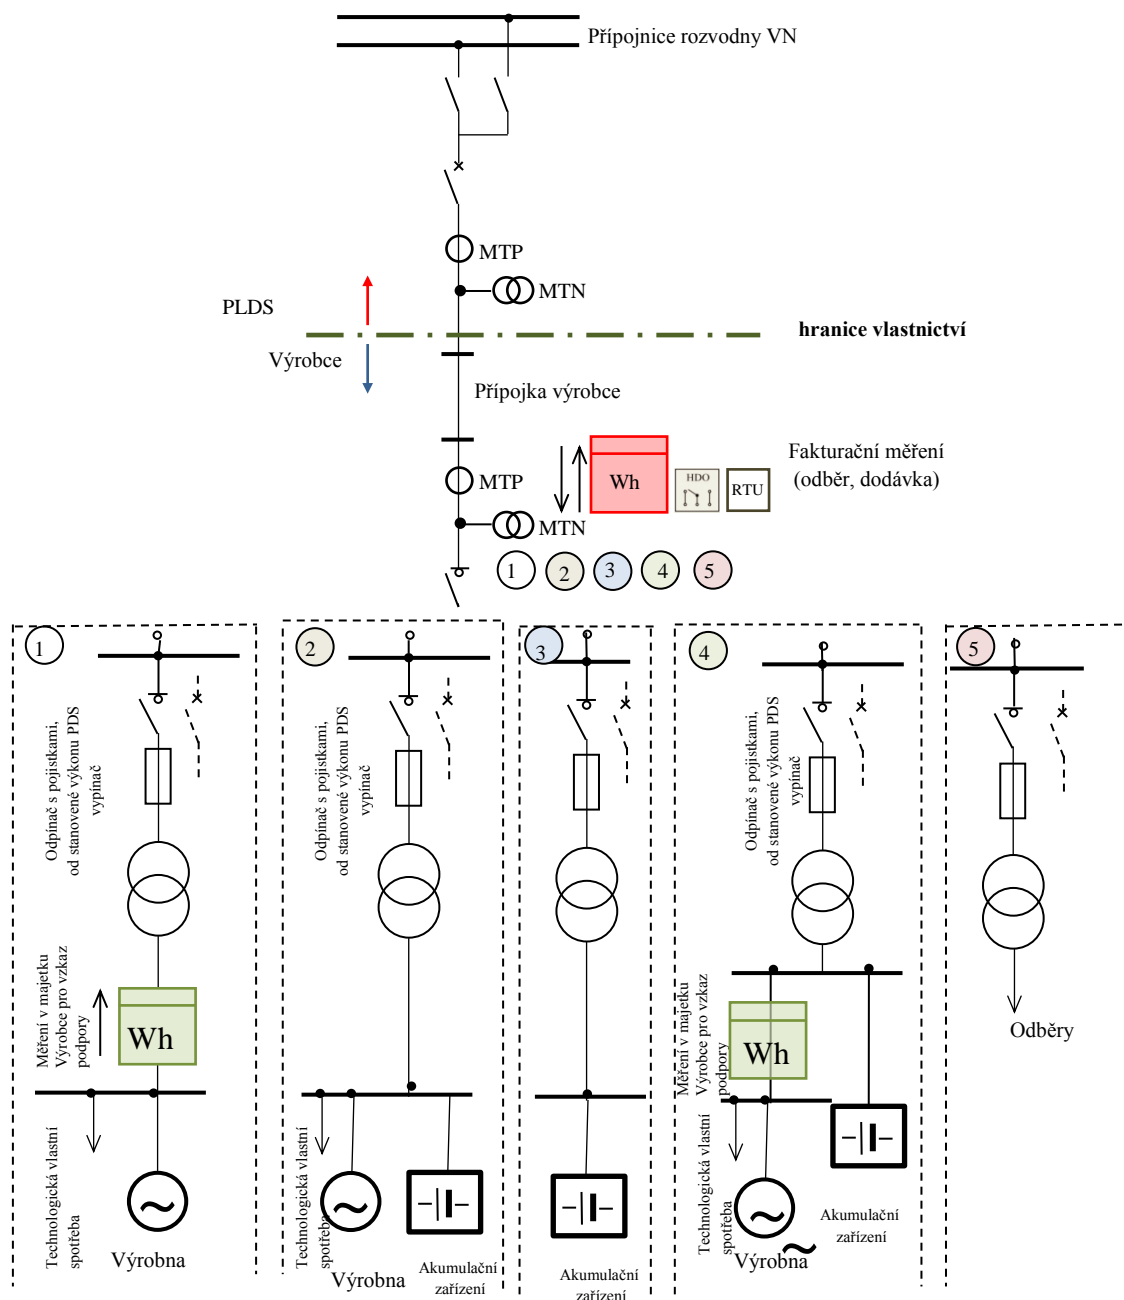 Přípojnice rozvodny VN
MTP
MTN
PLDS
hranice vlastnictví
Výrobce
Přípojka výrobce
Fakturační měření
(odběr, dodávka)
Wh
HDO
RTU
MTP
MTN
1
2
3
4
5
1
Odpínač s pojistkami,
od stanovené výkonu PDS
vypínač
Měření v majetku
Výrobce pro vzkaz
podpory
Wh
Technologická vlastní
spotřeba
Výrobna
2
Odpínač s pojistkami,
od stanovené výkonu PDS
vypínač
Technologická vlastní
spotřeba
Výrobna
Akumulační
zařízení
3
Akumulační
zařízení
4
Odpínač s pojistkami,
od stanovené výkonu PDS
vypínač
Měření v majetku
Výrobce pro vzkaz
podpory
Wh
Technologická vlastní
spotřeba
Výrobna
Akumulační
zařízení
5
Odběry